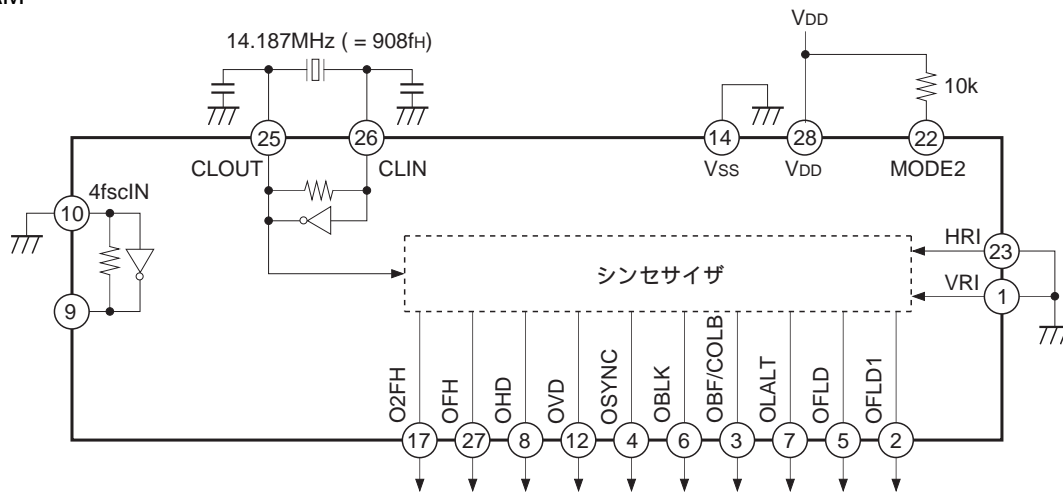 AM
14.187MHz ( = 908fH)
VDD
10k
25
26
14
28
22
CLOUT
CLIN
VSS
VDD
MODE2
4fscIN
10
9
HRI
23
VRI
1
シンセサイザ
O2FH
OFH
OHD
OVD
OSYNC
OBLK
OBF/COLB
OLALT
OFLD
OFLD1
17
27
8
12
4
6
3
7
5
2